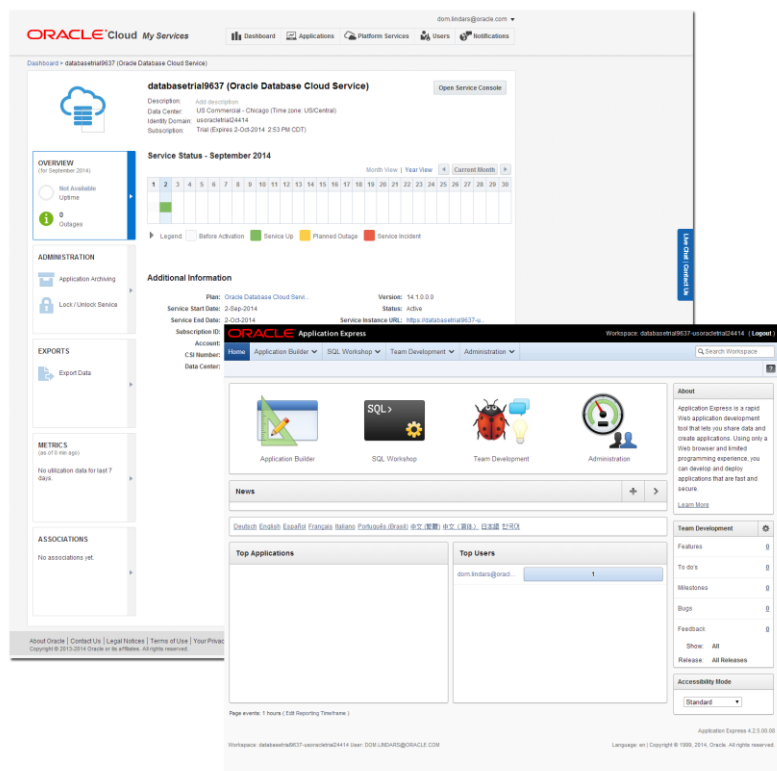 dom.lindars@oracle.com
ORACLE Cloud My Services
Dashboard Applications Platform Services Users Notifications
Dashboard > databasetrial9637 (Oracle Database Cloud Service)
databasetrial9637 (Oracle Database Cloud Service)
Open Service Console
Description: Add description
Data Center: US Commercial - Chicago (Time zone: US/Central)
Identity Domain: usoracletrial24414
Subscription: Trial (Expires 2-Oct-2014 2:53 PM CDT)
OVERVIEW
(for September 2014)
Not Available
Uptime
0
Outages
Service Status - September 2014
Month View | Year View Current Month
1 2 3 4 5 6 7 8 9 10 11 12 13 14 15 16 17 18 19 20 21 22 23 24 25 26 27 28 29 30
Legend Before Activation Service Up Planned Outage Service Incident
Live Chat | Contact Us
ADMINISTRATION
Application Archiving
Lock / Unlock Service
Additional Information
Plan: Oracle Database Cloud Servi...
Version: 14.1.0.0.0
Service Start Date: 2-Sep-2014
Status: Active
Service End Date: 2-Oct-2014
Service Instance URL: https://databasetrial9637-u...
Subscription ID:
Account:
CSI Number:
Data Center:
EXPORTS
Export Data
METRICS
(as of 0 min ago)
No utilization data for last 7
days.
ASSOCIATIONS
No associations yet.
About Oracle | Contact Us | Legal Notices | Terms of Use | Your Privac
Copyright © 2013-2014 Oracle or its affiliates. All rights reserved.
ORACLE Application Express
Workspace: databasetrial9637-usoracletrial24414 (Logout)
Home Application Builder SQL Workshop Team Development Administration
Search Workspace
?
SQL>
Application Builder SQL Workshop Team Development Administration
News
Deutsch English Español Français Italiano Português (Brasil) 中文 (繁體) 中文 (简体) 日本語 한국어
Top Applications
Top Users
dom.lindars@oracl... 1
About
Application Express is a rapid
Web application development
tool that lets you share data and
create applications. Using only a
Web browser and limited
programming experience, you
can develop and deploy
applications that are fast and
secure.
Learn More
Team Development
Features 0
To do's 0
Milestones 0
Bugs 0
Feedback 0
Show: All
Release: All Releases
Accessibility Mode
Standard
Page events: 1 hours ( Edit Reporting Timeframe )
Application Express 4.2.5.00.08
Workspace: databasetrial9637-usoracletrial24414 User: DOM.LINDARS@ORACLE.COM
Language: en | Copyright © 1999, 2014, Oracle. All rights reserved.